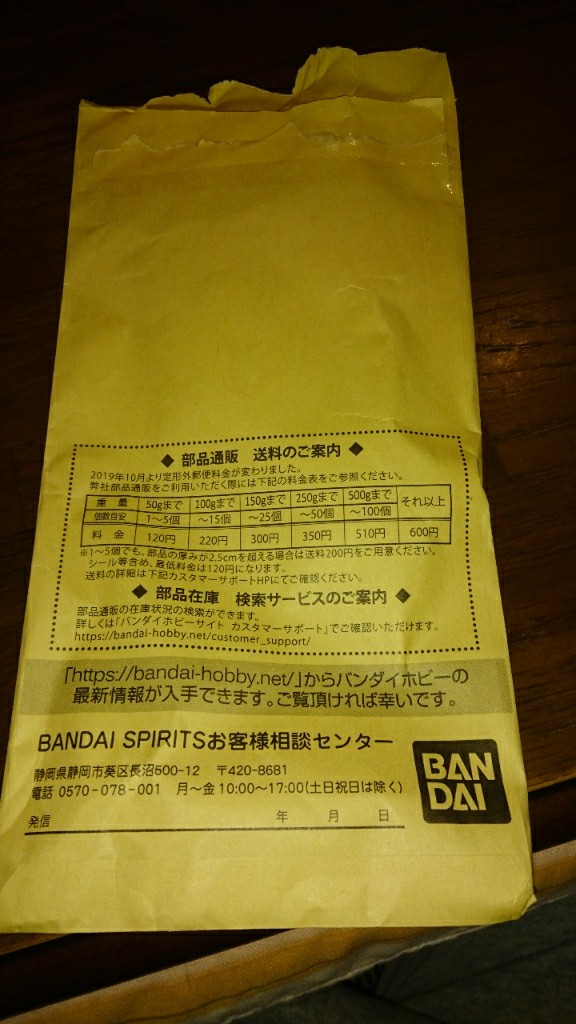 ◆ 部品通販 送料のご案内 ◆
2019年10月より定形外郵便料金が変わりました。
弊社部品通販をご利用いただく際には下記の料金表をご参照ください。
重量 50gまで 100gまで 150gまで 250gまで 500gまで それ以上
個数目安 1〜5個 〜15個 〜25個 〜50個 〜100個
料金 120円 220円 300円 350円 510円 600円
※1〜5個でも、部品の厚みが2.5cmを超える場合は送料200円をご用意ください。
シール等含め、最低料金は120円になります。
送料の詳細は下記カスタマーサポートHPにてご確認ください。
◆ 部品在庫 検索サービスのご案内 ◆
部品通販の在庫状況の検索ができます。
詳しくは「バンダイホビーサイト カスタマーサポート」でご確認いただけます。
https://bandai-hobby.net/customer_support/
「https://bandai-hobby.net/」からバンダイホビーの
最新情報が入手できます。ご覧頂ければ幸いです。
BANDAI SPIRITSお客様相談センター
静岡県静岡市葵区長沼500-12 〒420-8681
電話 0570-078-001 月〜金 10:00〜17:00(土日祝日は除く)
発信 年 月 日
BAN
DAI